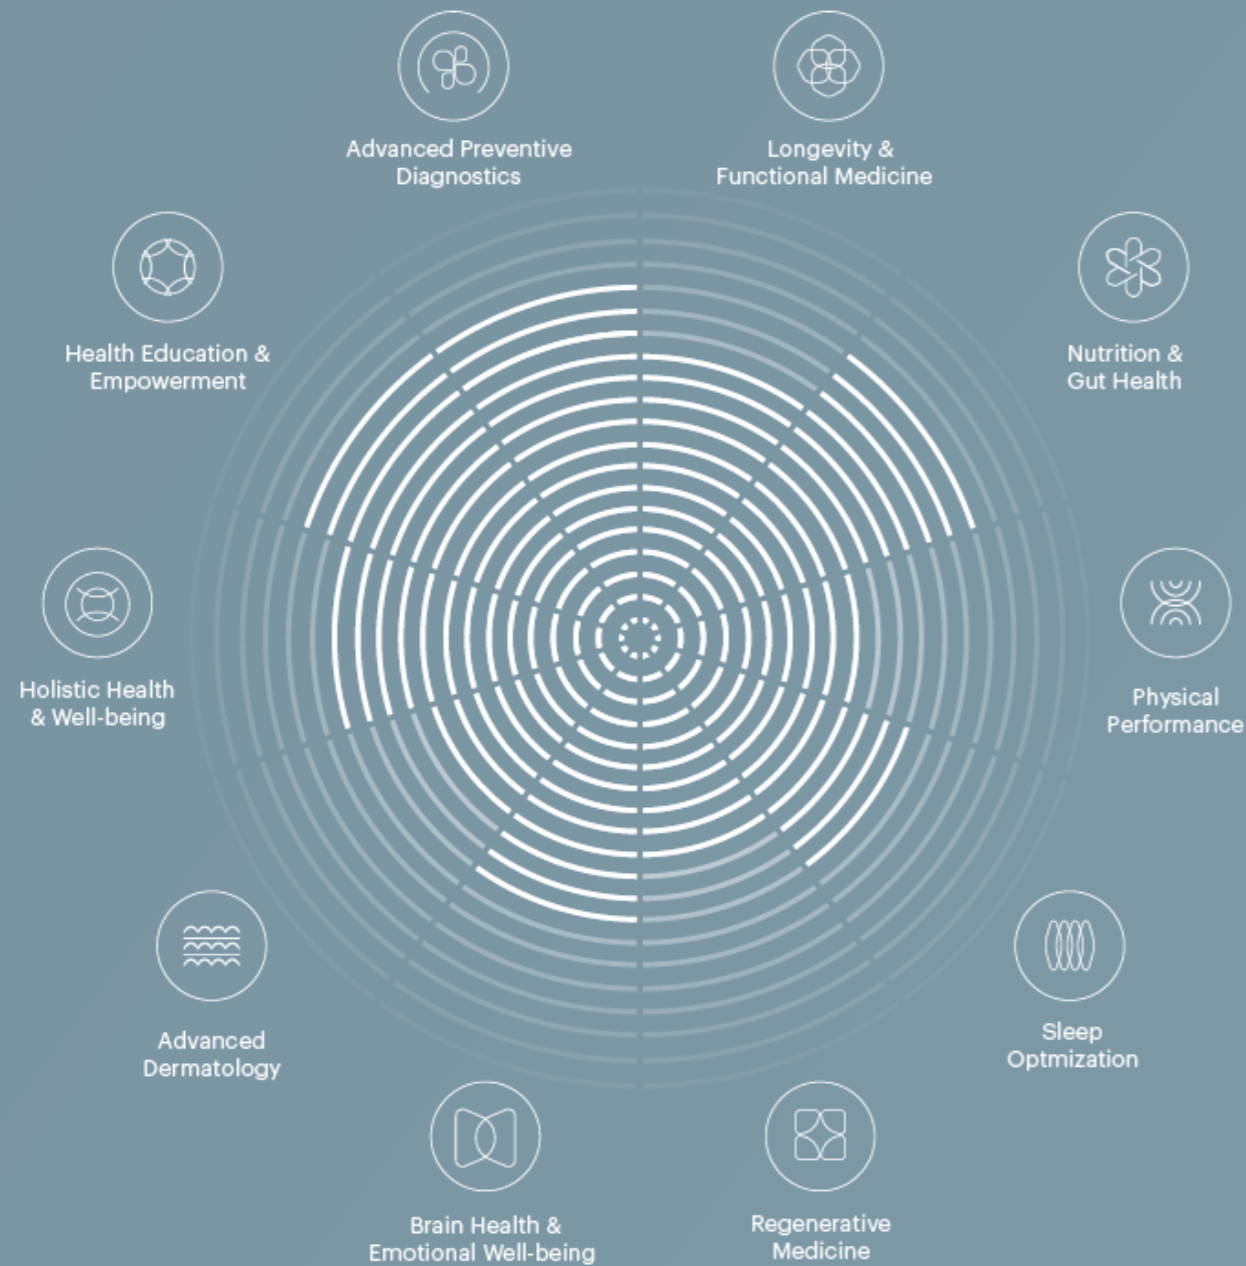 Advanced Preventive
Diagnostics
Longevity &
Functional Medicine
Health Education &
Empowerment
Nutrition &
Gut Health
Holistic Health
& Well-being
Physical
Performance
Advanced
Dermatology
Sleep
Optmization
Brain Health &
Emotional Well-being
Regenerative
Medicine